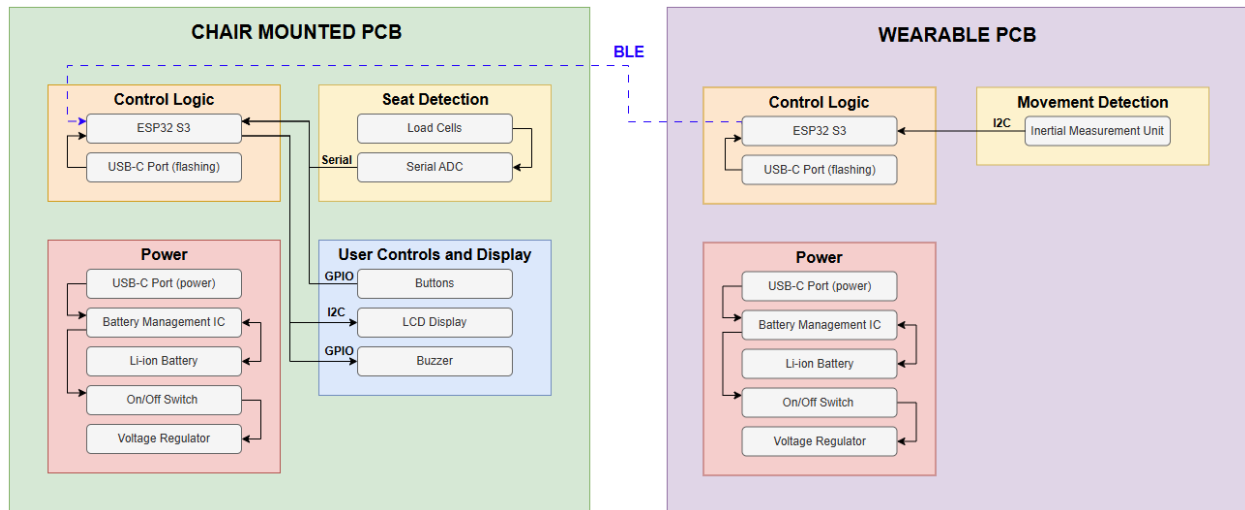 CHAIR MOUNTED PCB
Control Logic
ESP32 S3
USB-C Port (flashing)
Seat Detection
Load Cells
Serial
Serial ADC
Power
USB-C Port (power)
Battery Management IC
Li-ion Battery
On/Off Switch
Voltage Regulator
User Controls and Display
GPIO
Buttons
I2C
LCD Display
GPIO
Buzzer
BLE
WEARABLE PCB
Control Logic
ESP32 S3
USB-C Port (flashing)
Movement Detection
I2C
Inertial Measurement Unit
Power
USB-C Port (power)
Battery Management IC
Li-ion Battery
On/Off Switch
Voltage Regulator